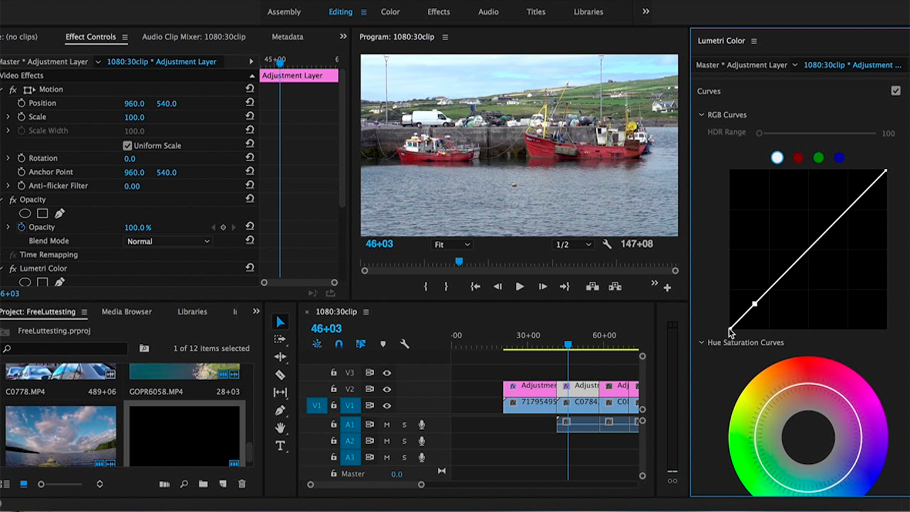 Assembly Editing Color Effects Audio Titles Libraries
(no clips) Effect Controls Audio Clip Mixer: 1080:30clip Metadata
Master * Adjustment Layer 1080:30clip * Adjustment Layer
45+00 6
Video Effects
Adjustment Layer
fx Motion
Position 960.0 540.0
Scale 100.0
Scale Width 100.0
Uniform Scale
Rotation 0.0
Anchor Point 960.0 540.0
Anti-flicker Filter 0.00
Opacity
Opacity 100.0 %
Blend Mode Normal
Time Remapping
fx Lumetri Color
46+03
Program: 1080:30clip
46+03 Fit 1/2 147+08
Lumetri Color
Master * Adjustment Layer 1080:30clip * Adjustment ...
Curves
RGB Curves
HDR Range 100
Hue Saturation Curves
Project: FreeLuttesting Media Browser Libraries
FreeLuttesting.prproj
1 of 12 items selected
C0778.MP4 489+06 GOPR6058.MP4 28+03
1080:30clip
46+03
:00 30+00 60+00
V3
V2 Adjustmer Adjustr Adj
V1 V1 71795495 C0784
A1 M S
A2 M S
A3 M S
Master 0.0